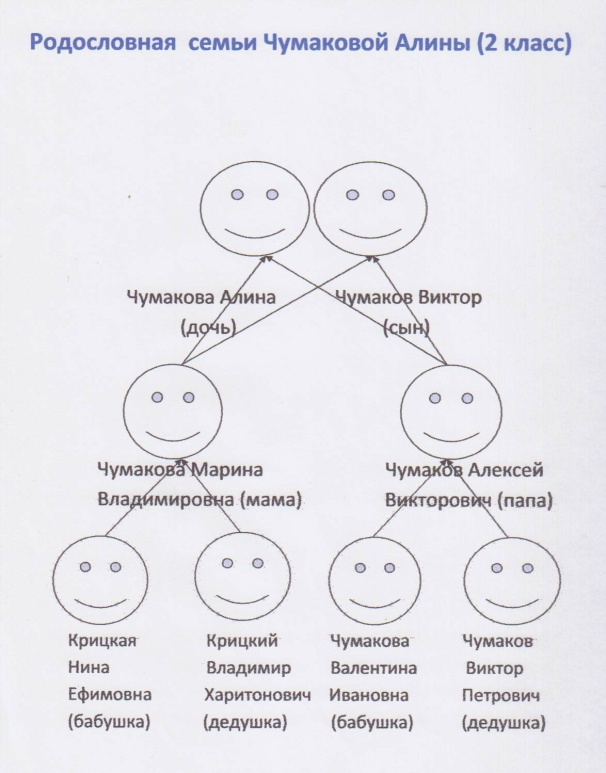 Родословная семьи Чумаковой Алины (2 класс)
Чумакова Алина
(дочь)
Чумаков Виктор
(сын)
Чумакова Марина
Владимировна (мама)
Чумаков Алексей
Викторович (папа)
Крицкая
Нина
Ефимовна
(бабушка)
Крицкий
Владимир
Харитонович
(дедушка)
Чумакова
Валентина
Ивановна
(бабушка)
Чумаков
Виктор
Петрович
(дедушка)